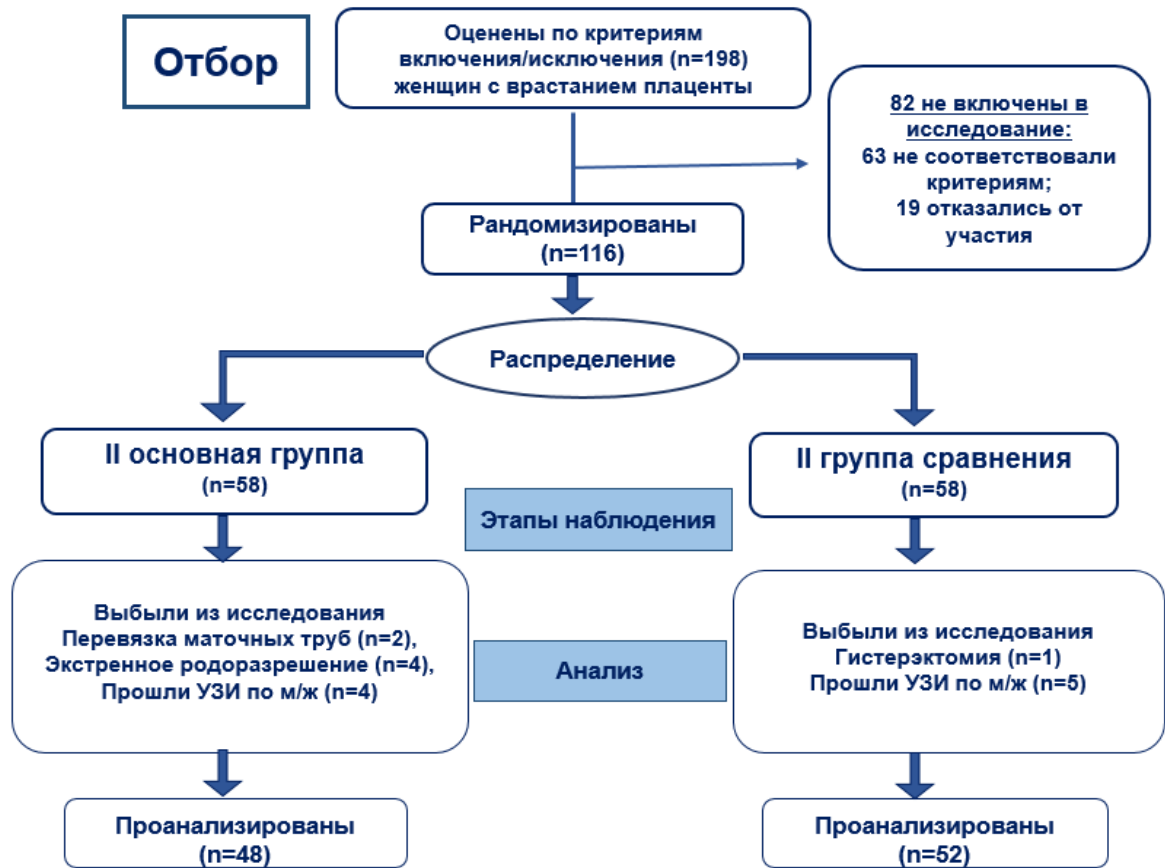 Отбор
Оценены по критериям
включения/исключения (n=198)
женщин с врастанием плаценты
82 не включены в
исследование:
63 не соответствовали
критериям;
19 отказались от
участия
Рандомизированы
(n=116)
Распределение
II основная группа
(n=58)
II группа сравнения
(n=58)
Этапы наблюдения
Выбыли из исследования
Перевязка маточных труб (n=2),
Экстренное родоразрешение (n=4),
Прошли УЗИ по м/ж (n=4)
Выбыли из исследования
Гистерэктомия (n=1)
Прошли УЗИ по м/ж (n=5)
Анализ
Проанализированы
(n=48)
Проанализированы
(n=52)